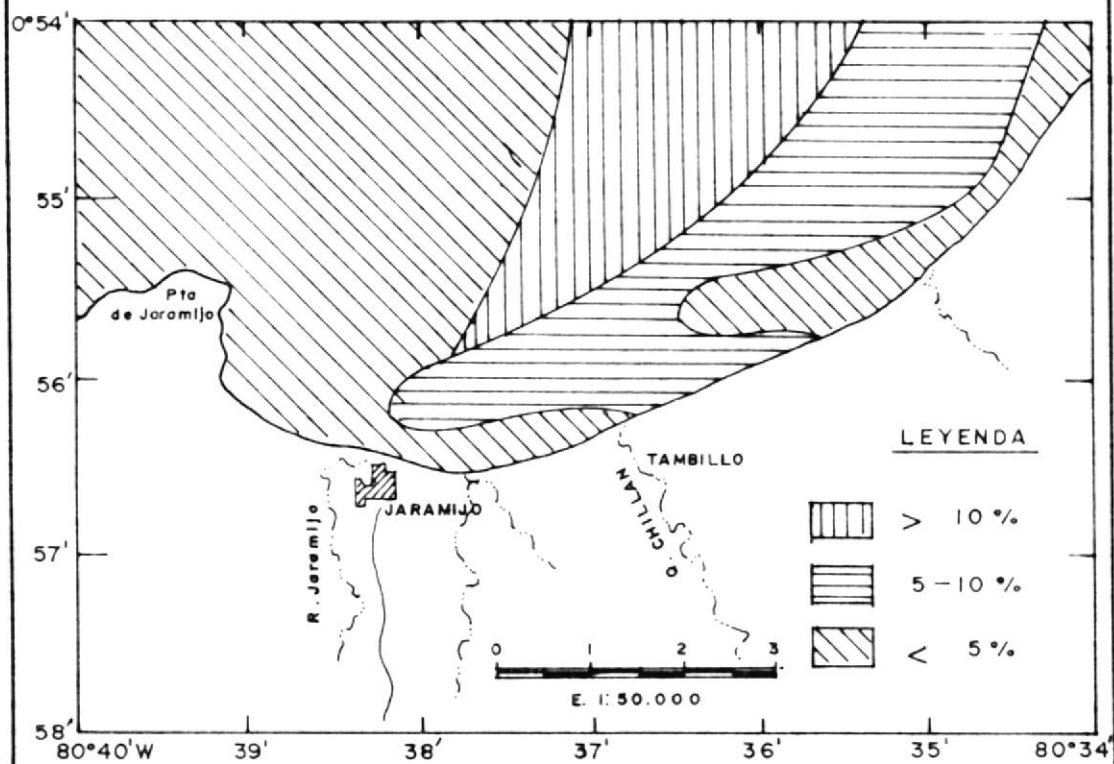 0°54'
55'
Pta
de Jaramijo
56'
LEYENDA
TAMBILLO
JARAMIJO
Q. CHILLAN
R. Jaramijo
> 10 %
57'
5-10 %
< 5 %
0 1 2 3
E. 1:50.000
58'
80°40'W 39' 38' 37' 36' 35' 80°34'